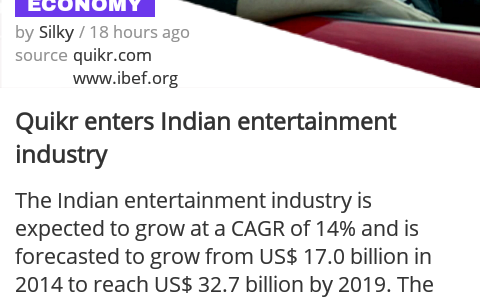 ECONOMY
by Silky / 18 hours ago
source quikr.com
www.ibef.org
Quikr enters Indian entertainment
industry
The Indian entertainment industry is
expected to grow at a CAGR of 14% and is
forecasted to grow from US$ 17.0 billion in
2014 to reach US$ 32.7 billion by 2019. The